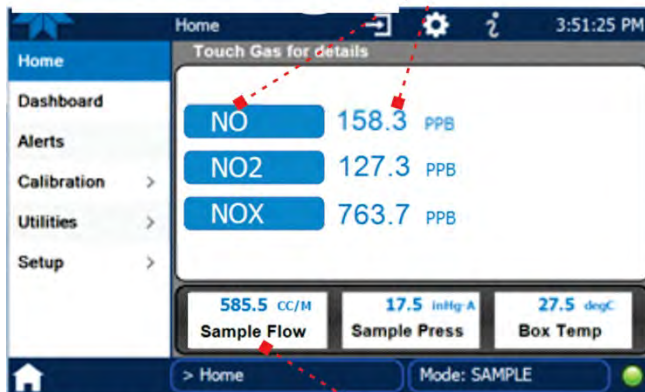 Home 3:51:25 PM
Home
Touch Gas for details
Dashboard
Alerts
Calibration >
Utilities >
Setup >
NO 158.3 PPB
NO2 127.3 PPB
NOX 763.7 PPB
585.5 CC/M 17.5 inHg-A 27.5 degC
Sample Flow Sample Press Box Temp
> Home Mode: SAMPLE